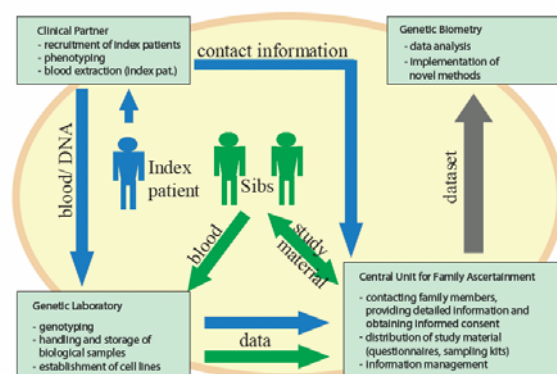 Clinical Partner
- recruitment of index patients
- phenotyping
- blood extraction (index pat.)
contact information
Genetic Biometry
- data analysis
- implementation of
novel methods
blood/ DNA
Index
patient
Sibs
dataset
blood
study
material
Genetic Laboratory
- genotyping
- handling and storage of
biological samples
- establishment of cell lines
data
Central Unit for Family Ascertainment
- contacting family members,
providing detailed information and
obtaining informed consent
- distribution of study material
(questionnaires, sampling kits)
- information management